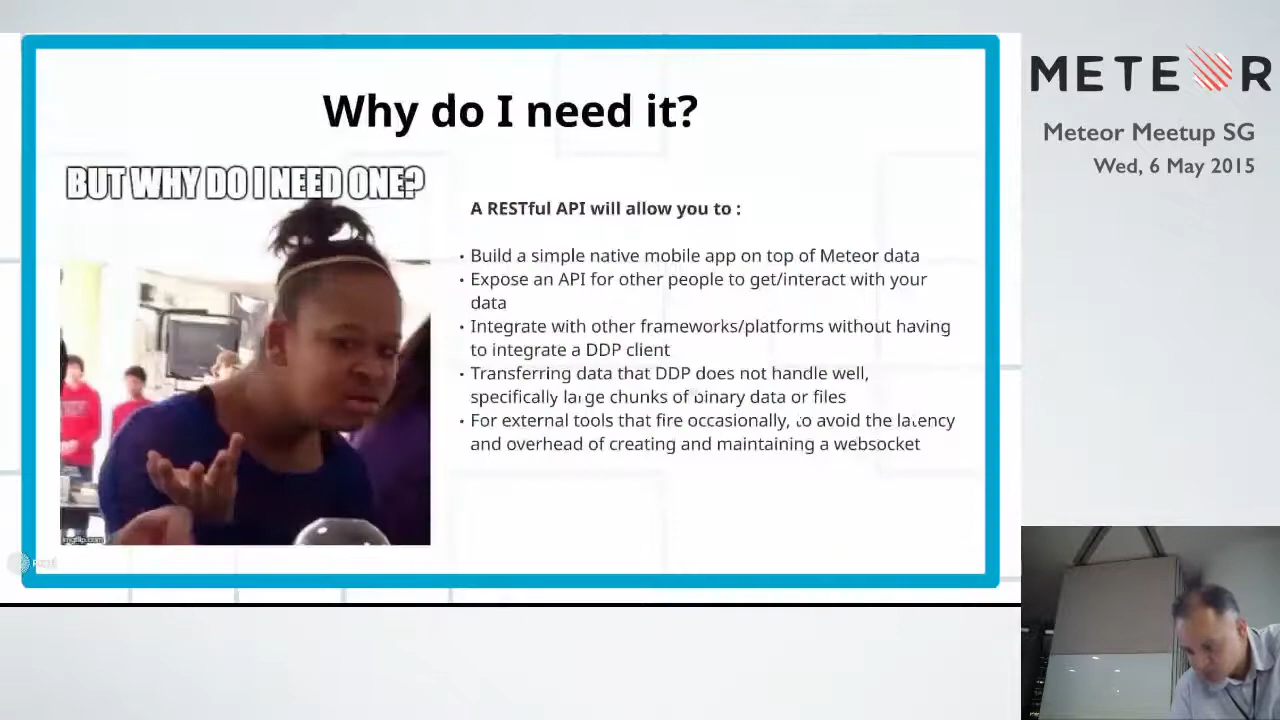 Why do I need it?
BUT WHY DO I NEED ONE?
A RESTful API will allow you to :
• Build a simple native mobile app on top of Meteor data
• Expose an API for other people to get/interact with your
data
• Integrate with other frameworks/platforms without having
to integrate a DDP client
• Transferring data that DDP does not handle well,
specifically large chunks of binary data or files
• For external tools that fire occasionally, to avoid the latency
and overhead of creating and maintaining a websocket
imgflip.com
METEOR
Meteor Meetup SG
Wed, 6 May 2015